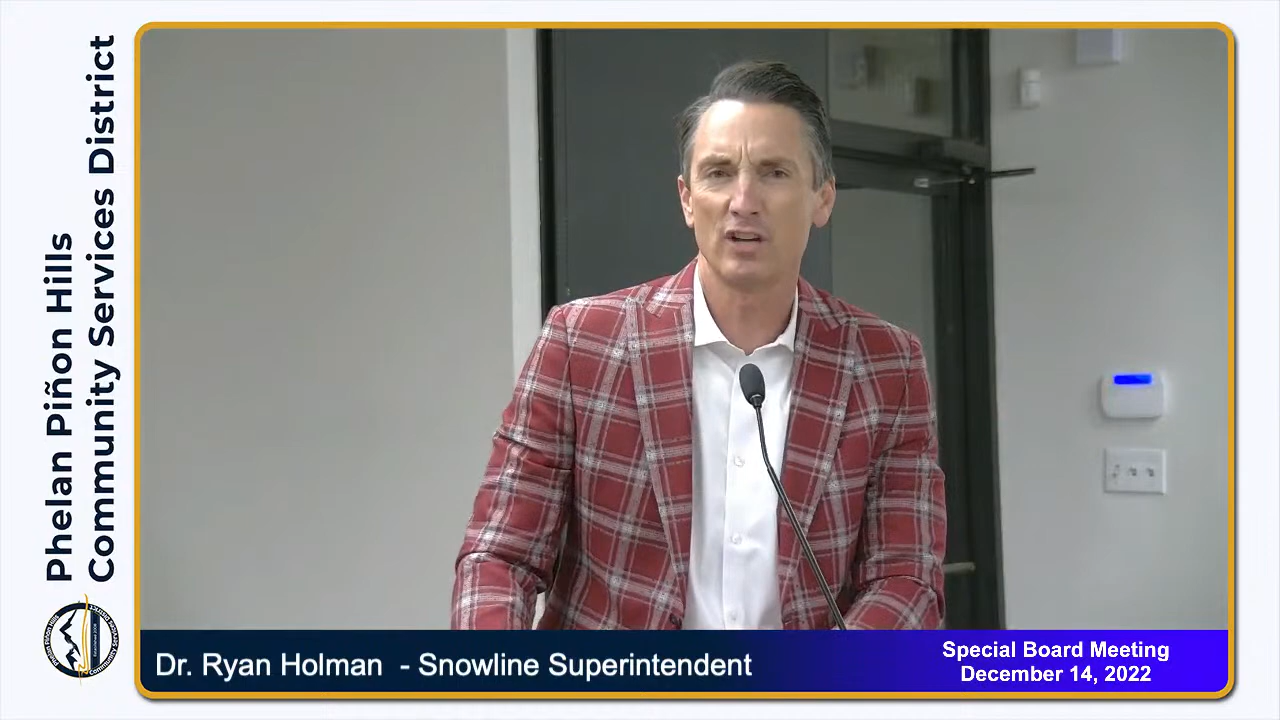 Phelan Piñon Hills
Community Services District
Dr. Ryan Holman - Snowline Superintendent
Special Board Meeting
December 14, 2022